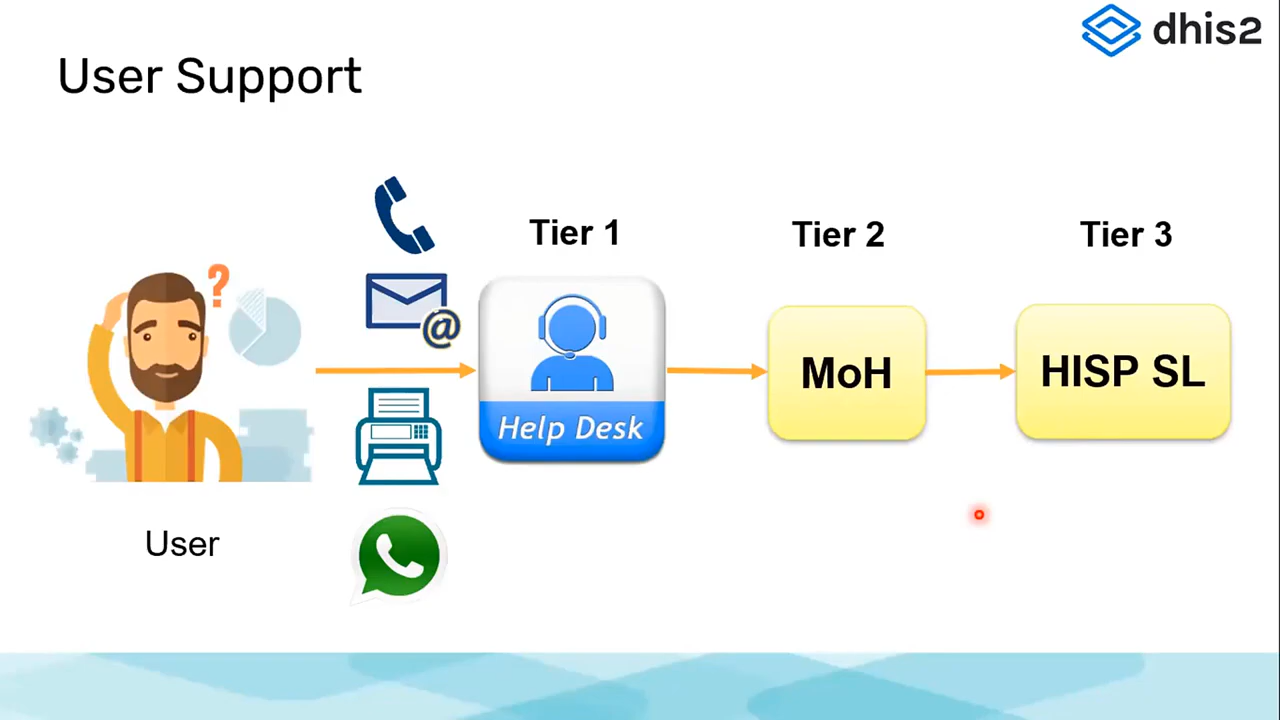 dhis2
User Support
Tier 1
Tier 2
Tier 3
?
@
Help Desk
MoH
HISP SL
User